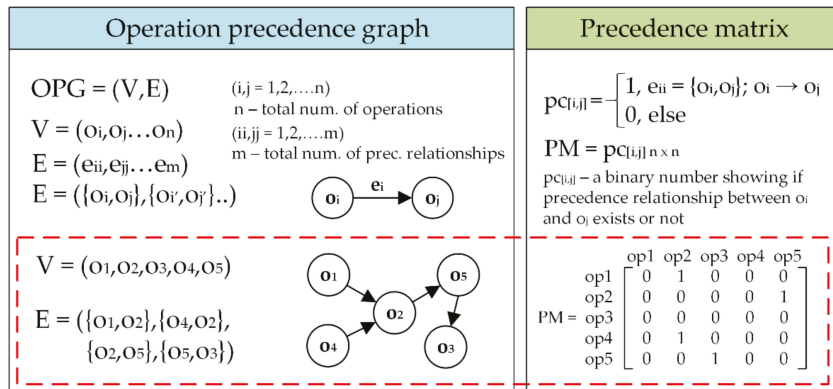 Operation precedence graph
OPG = (V,E)
(i,j = 1,2,....n)
n – total num. of operations
V = (oi,oj...on)
(ii,jj = 1,2,....m)
m – total num. of prec. relationships
E = (eii,ejj...em)
E = ({oi,oj},{oi',oj'}..)
oi ei oj
V = (o1,o2,o3,o4,o5)
E = ({o1,o2},{o4,o2},
{o2,o5},{o5,o3})
o1 o5
o2
o4 o3
Precedence matrix
pc[i,j]= 1, eii = {oi,oj}; oi → oj
0, else
PM = pc[i,j] n x n
pc[i,j] – a binary number showing if
precedence relationship between oi
and oj exists or not
op1 op2 op3 op4 op5
op1 0 1 0 0 0
op2 0 0 0 0 1
PM = op3 0 0 0 0 0
op4 0 1 0 0 0
op5 0 0 1 0 0